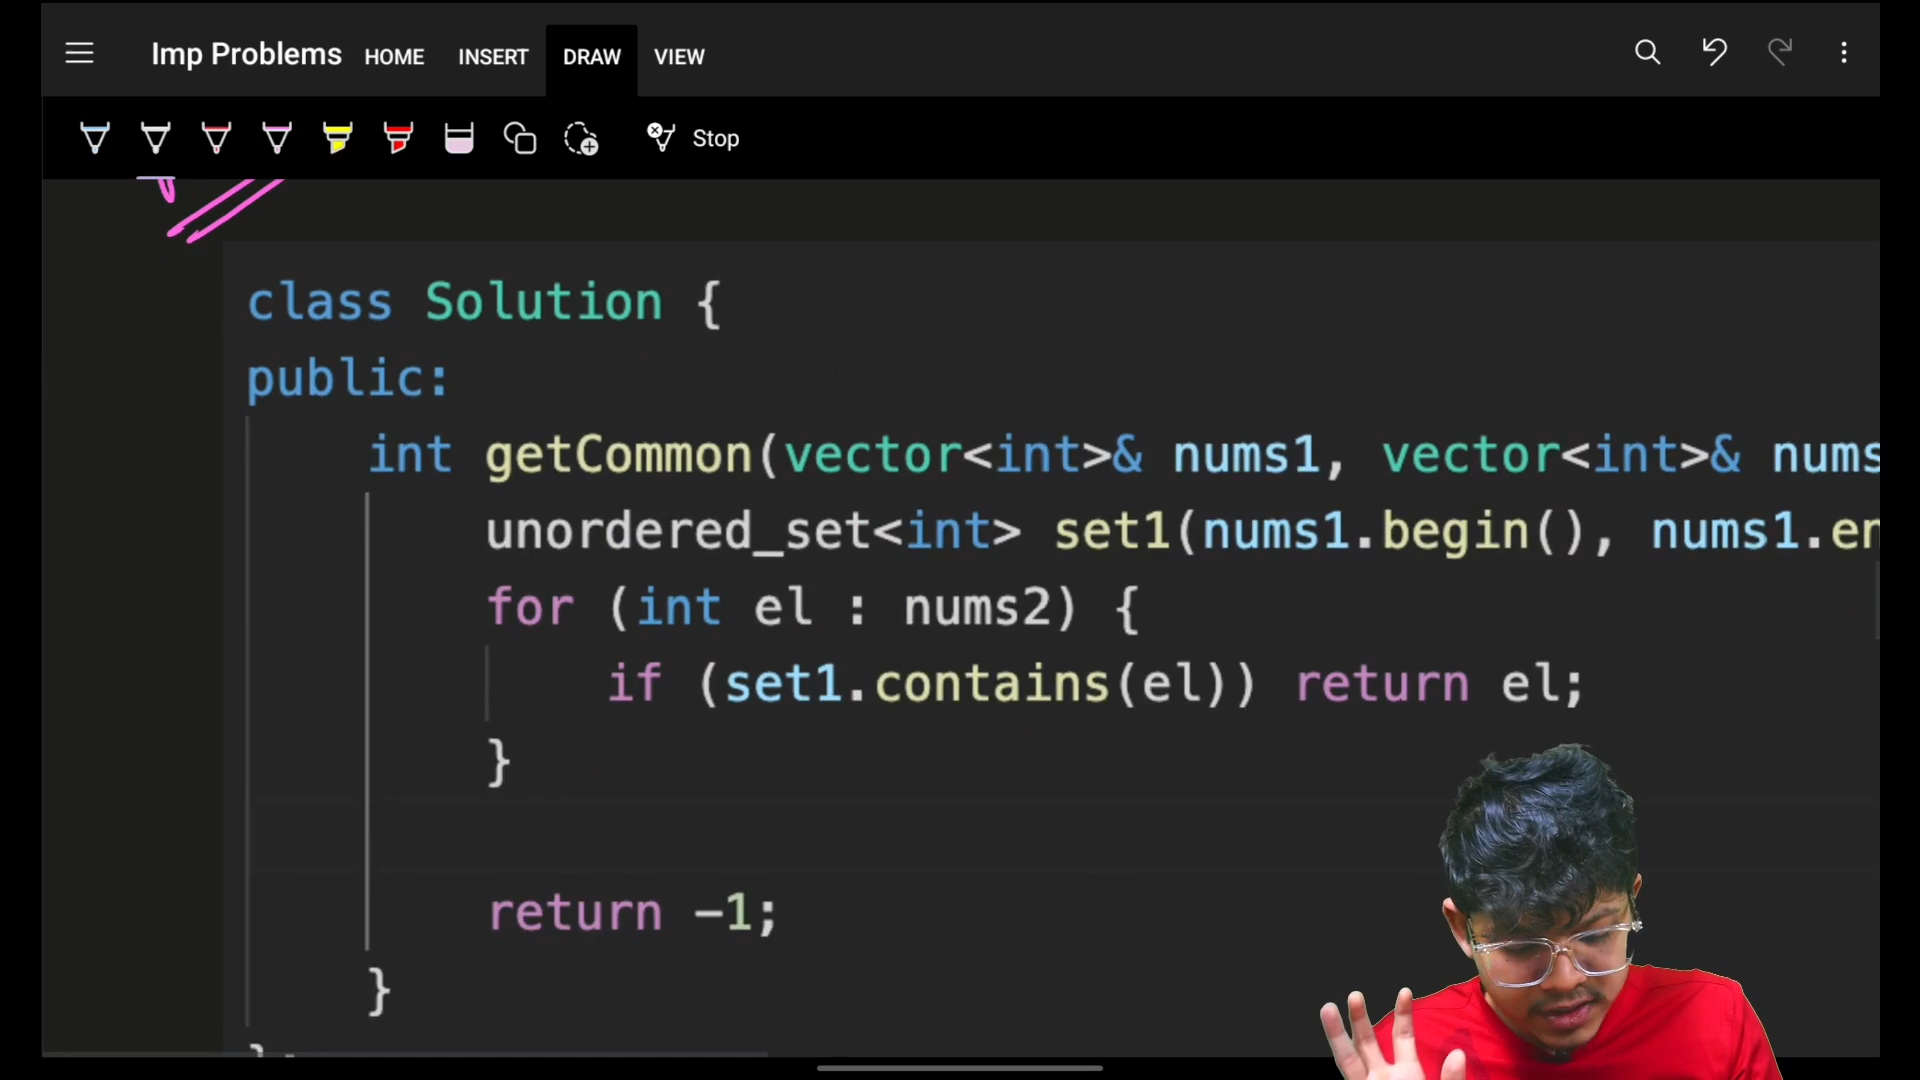 Imp Problems HOME INSERT DRAW VIEW
Stop
class Solution {
public:
int getCommon(vector<int>& nums1, vector<int>& nums
unordered_set<int> set1(nums1.begin(), nums1.en
for (int el : nums2) {
if (set1.contains(el)) return el;
}
return -1;
}